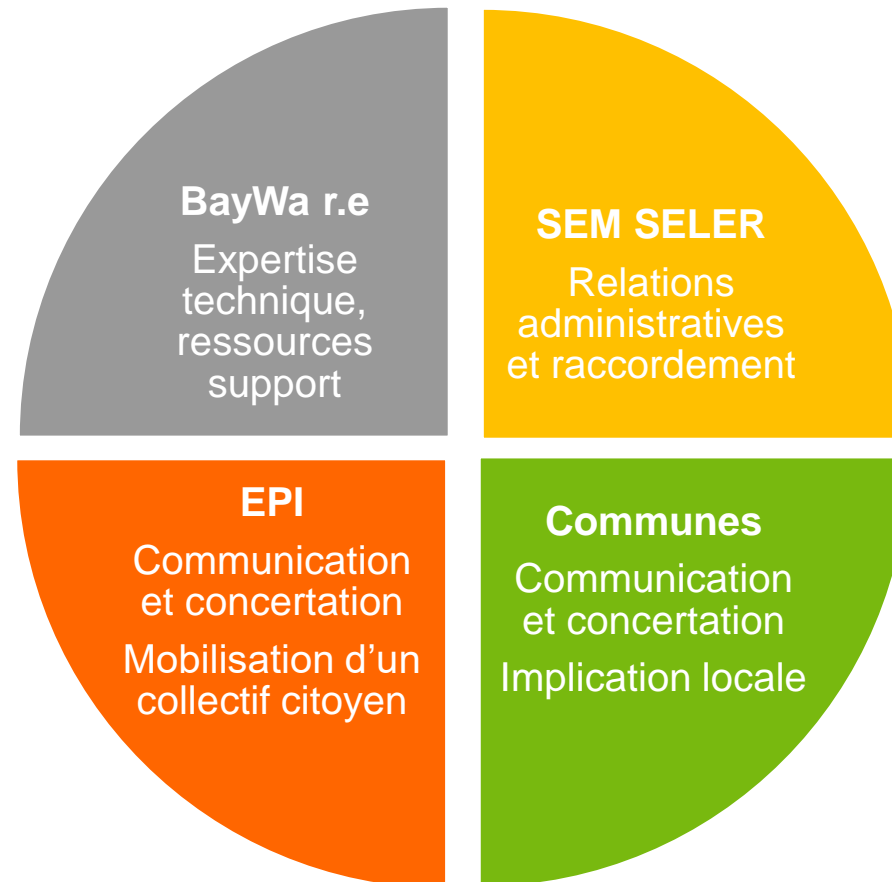 BayWa r.e
Expertise
technique,
ressources
support
SEM SELER
Relations
administratives
et raccordement
EPI
Communication
et concertation
Mobilisation d’un
collectif citoyen
Communes
Communication
et concertation
Implication locale